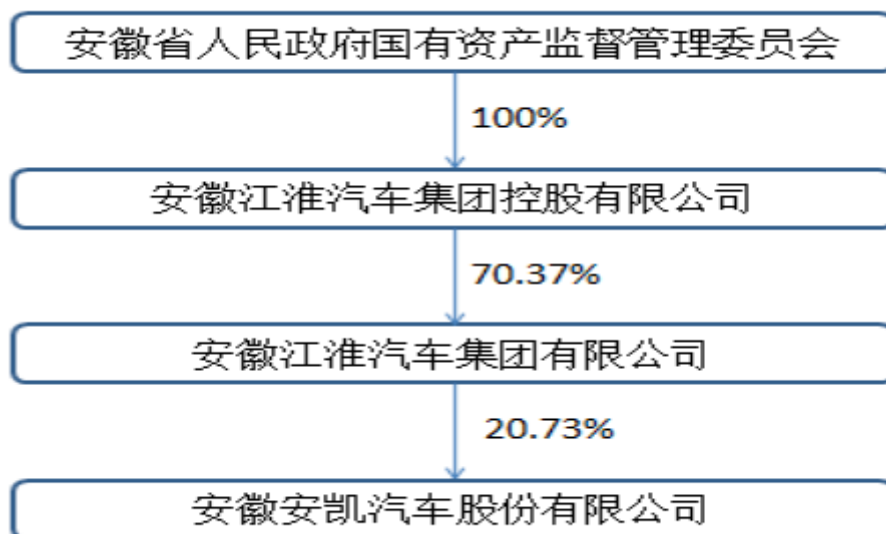 安徽省人民政府国有资产监督管理委员会
100%
安徽江淮汽车集团控股有限公司
70.37%
安徽江淮汽车集团有限公司
20.73%
安徽安凯汽车股份有限公司